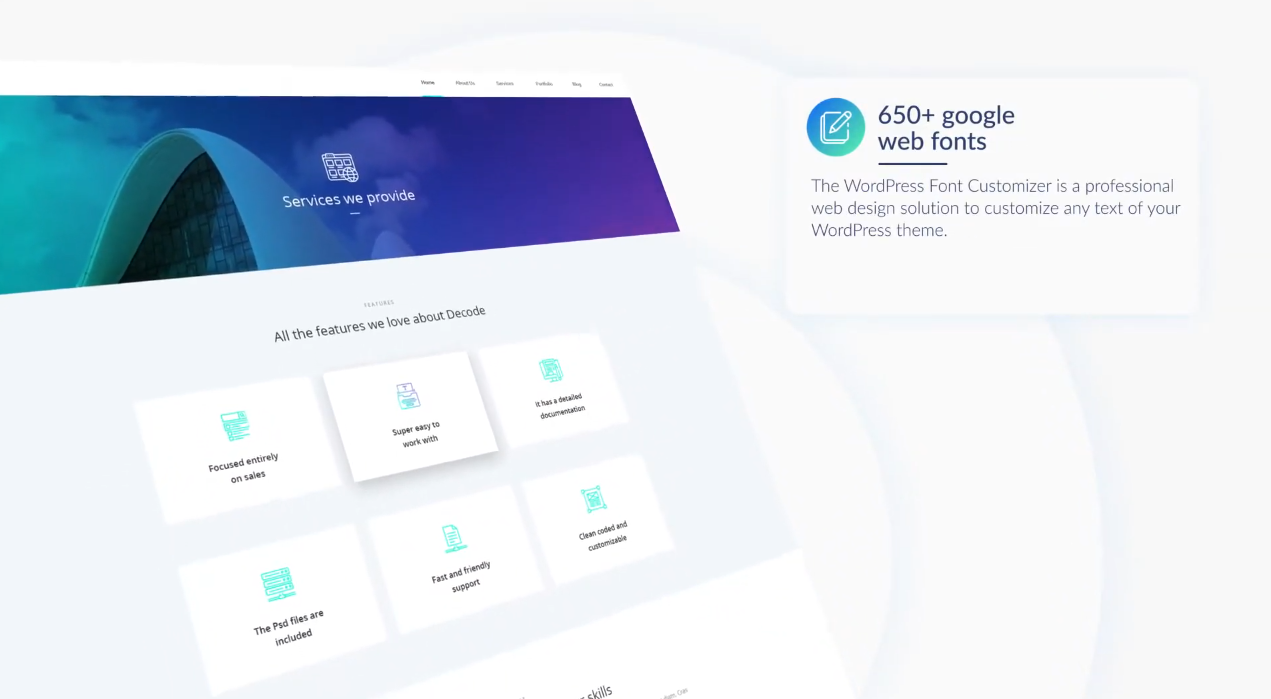 Home
About Us
Services
Portfolio
Blog
Contact
Services we provide
FEATURES
All the features we love about Decode
Focused entirely
on sales
Super easy to
work with
It has a detailed
documentation
The Psd files are
included
Fast and friendly
support
Clean coded and
customizable
skills
650+ google
web fonts
The WordPress Font Customizer is a professional
web design solution to customize any text of your
WordPress theme.